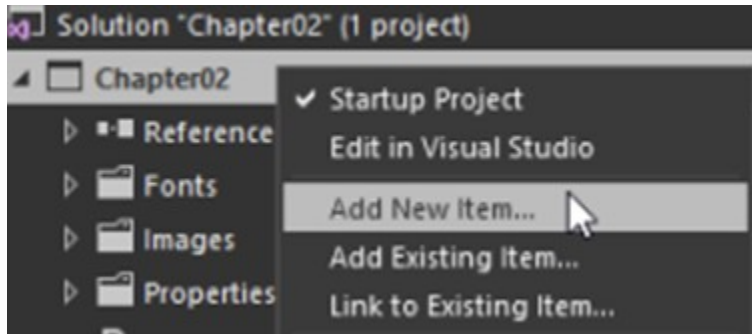 Solution "Chapter02" (1 project)
Chapter02
Startup Project
Reference
Edit in Visual Studio
Fonts
Add New Item...
Images
Add Existing Item...
Properties
Link to Existing Item...